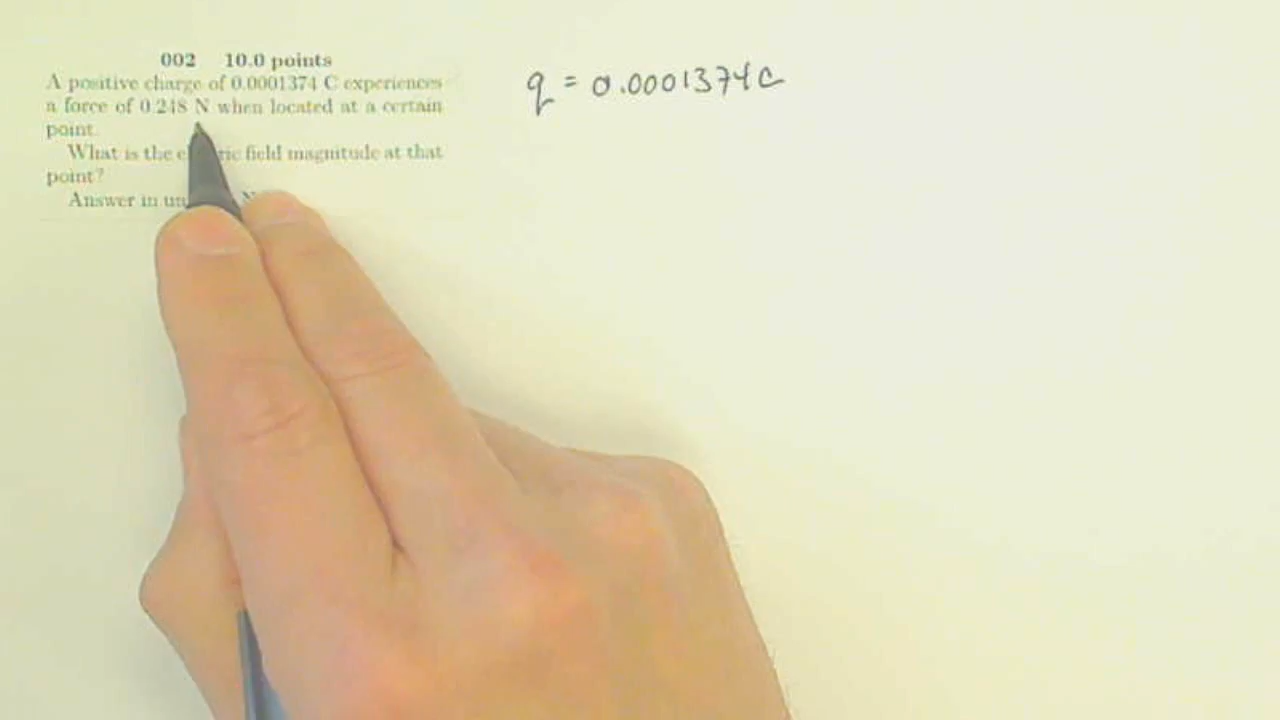 002 10.0 points
A positive charge of 0.0001374 C experiences
a force of 0.248 N when located at a certain
point.
What is the field magnitude at that
point?
Answer in
q = 0.0001374C